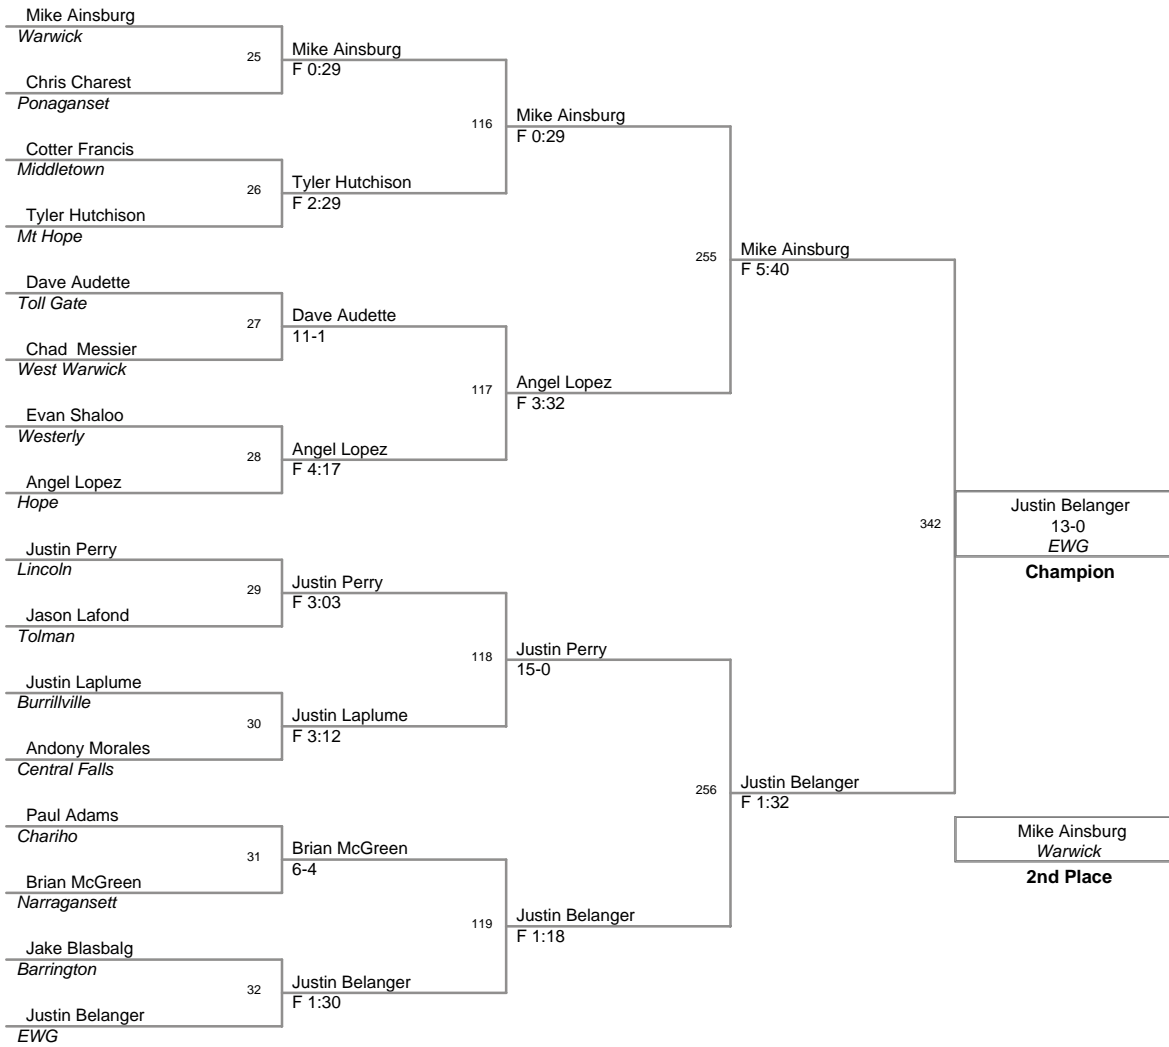 Mike Ainsburg
Warwick
25
Chris Charest
Ponaganset
Mike Ainsburg
F 0:29
Cotter Francis
Middletown
26
Tyler Hutchison
Mt Hope
Tyler Hutchison
F 2:29
116
Mike Ainsburg
F 0:29
Dave Audette
Toll Gate
27
Chad Messier
West Warwick
Dave Audette
11-1
Evan Shaloo
Westerly
28
Angel Lopez
Hope
Angel Lopez
F 4:17
117
Angel Lopez
F 3:32
255
Mike Ainsburg
F 5:40
Justin Perry
Lincoln
29
Jason Lafond
Tolman
Justin Perry
F 3:03
Justin Laplume
Burrillville
30
Andony Morales
Central Falls
Justin Laplume
F 3:12
118
Justin Perry
15-0
Paul Adams
Chariho
31
Brian McGreen
Narragansett
Brian McGreen
6-4
Jake Blasbalg
Barrington
32
Justin Belanger
EWG
Justin Belanger
F 1:30
119
Justin Belanger
F 1:18
256
Justin Belanger
F 1:32
342
Justin Belanger
13-0
EWG
Champion
Mike Ainsburg
Warwick
2nd Place